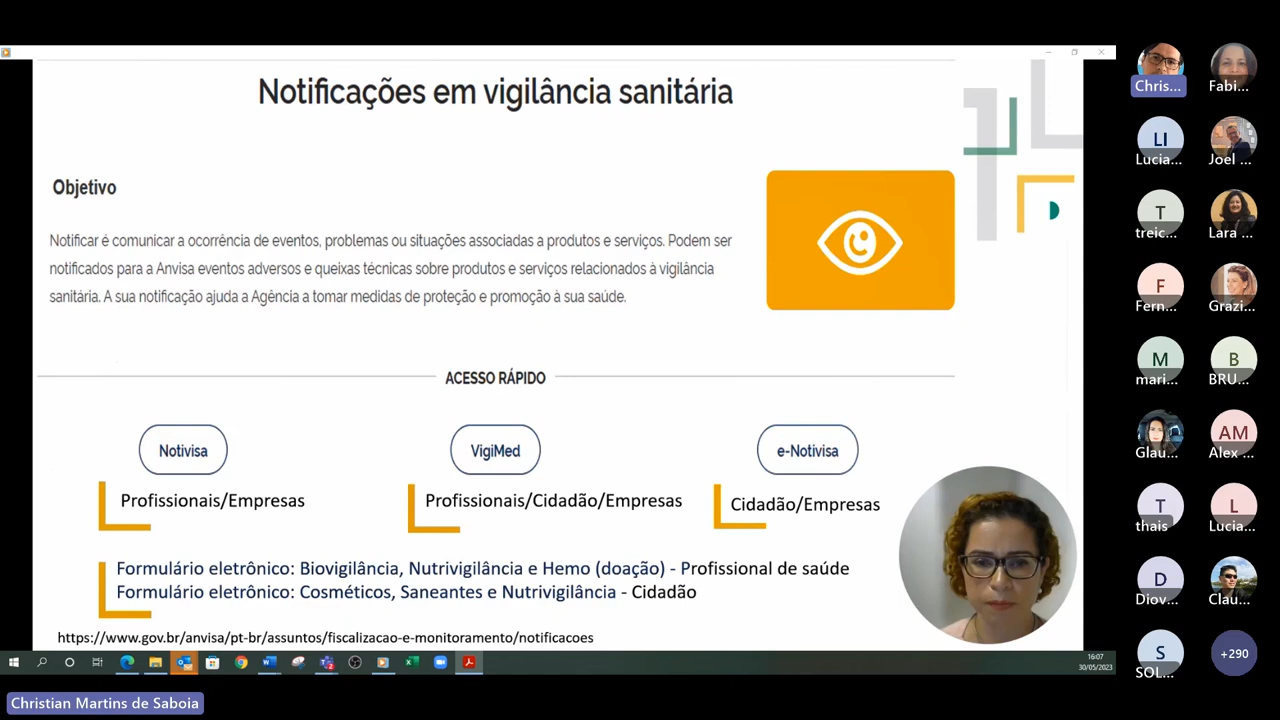 Notificações em vigilância sanitária
Objetivo
Notificar é comunicar a ocorrência de eventos, problemas ou situações associadas a produtos e serviços. Podem ser
notificados para a Anvisa eventos adversos e queixas técnicas sobre produtos e serviços relacionados à vigilância
sanitária. A sua notificação ajuda a Agência a tomar medidas de proteção e promoção à sua saúde.
ACESSO RÁPIDO
Notivisa
VigiMed
e-Notivisa
Profissionais/Empresas
Profissionais/Cidadão/Empresas
Cidadão/Empresas
Formulário eletrônico: Biovigilância, Nutrivigilância e Hemo (doação) - Profissional de saúde
Formulário eletrônico: Cosméticos, Saneantes e Nutrivigilância - Cidadão
https://www.gov.br/anvisa/pt-br/assuntos/fiscalizacao-e-monitoramento/notificacoes
16:07
30/05/2023
Christian Martins de Saboia
Chris...
Fabi...
LI
Lucia...
Joel ...
T
treic...
Lara ...
F
Fern...
Grazi...
M
mari...
B
BRU...
Glau...
AM
Alex ...
T
thais
L
Lucia...
D
Diov...
Clau...
S
SOL...
+290